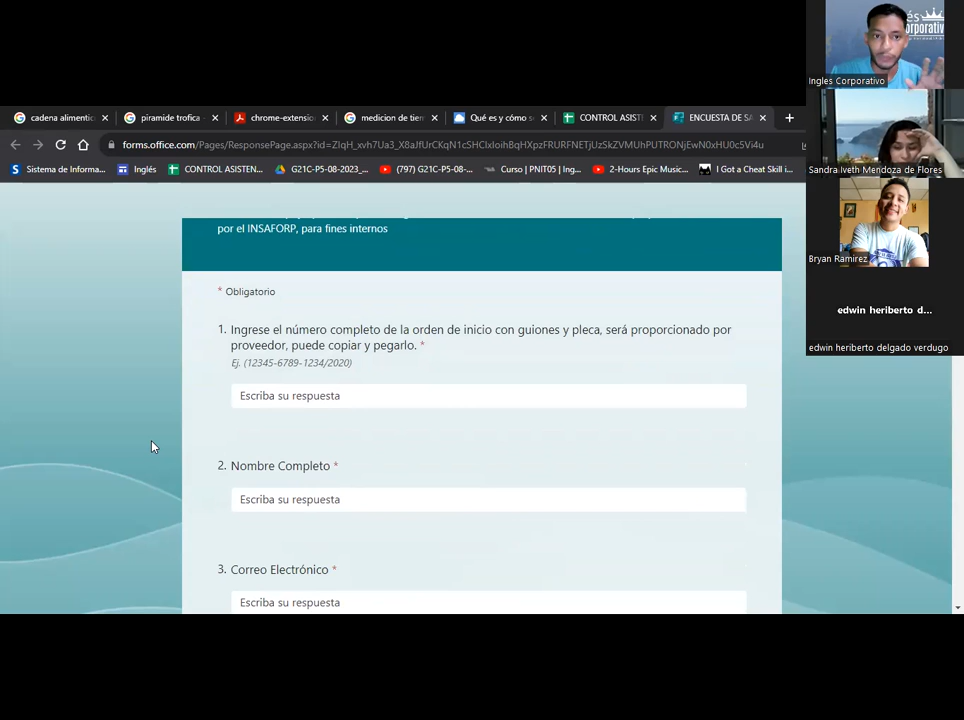 cadena alimentic
piramide trofica
chrome-extensio
medicion de tien
Qué es y cómo s
CONTROL ASISTE
ENCUESTA DE SA
forms.office.com/Pages/ResponsePage.aspx?id=
Sistema de Informa...
Inglés
CONTROL ASISTEN...
G21C-P5-08-2023_...
(797) G21C-P5-08-...
Curso | PNIT05 | Ing...
2-Hours Epic Music...
I Got a Cheat Skill i...
por el INSAFORP, para fines internos
* Obligatorio
1. Ingrese el número completo de la orden de inicio con guiones y pleca, será proporcionado por
proveedor, puede copiar y pegarlo. *
Ej. (12345-6789-1234/2020)
Escriba su respuesta
2. Nombre Completo *
Escriba su respuesta
3. Correo Electrónico *
Escriba su respuesta
és
orporativ
Ingles Corporativo
Sandra Iveth Mendoza de Flores
Bryan Ramirez
edwin heriberto d...
edwin heriberto delgado verdugo